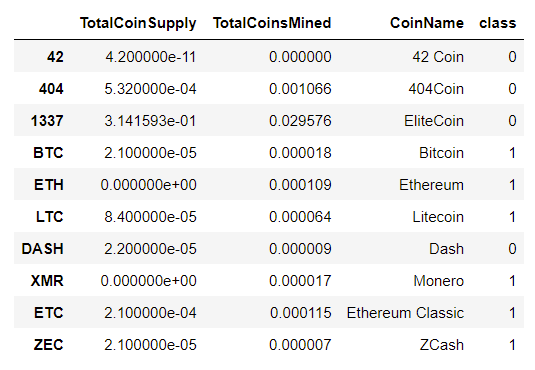 TotalCoinSupply TotalCoinsMined CoinName class
42 4.200000e-11 0.000000 42 Coin 0
404 5.320000e-04 0.001066 404Coin 0
1337 3.141593e-01 0.029576 EliteCoin 0
BTC 2.100000e-05 0.000018 Bitcoin 1
ETH 0.000000e+00 0.000109 Ethereum 1
LTC 8.400000e-05 0.000064 Litecoin 1
DASH 2.200000e-05 0.000009 Dash 0
XMR 0.000000e+00 0.000017 Monero 1
ETC 2.100000e-04 0.000115 Ethereum Classic 1
ZEC 2.100000e-05 0.000007 ZCash 1